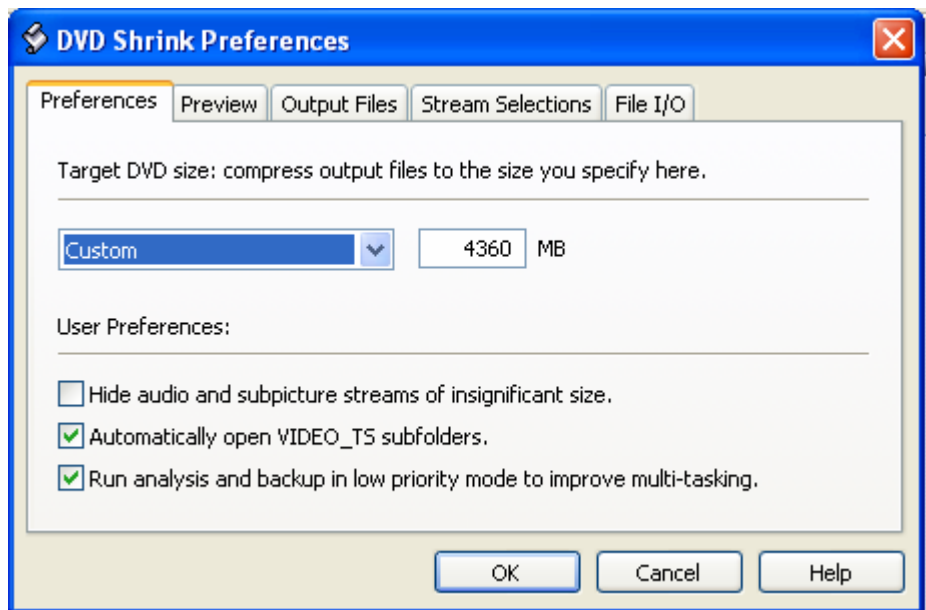 DVD Shrink Preferences
Preferences Preview Output Files Stream Selections File I/O
Target DVD size: compress output files to the size you specify here.
Custom 4360 MB
User Preferences:
Hide audio and subpicture streams of insignificant size.
Automatically open VIDEO_TS subfolders.
Run analysis and backup in low priority mode to improve multi-tasking.
OK Cancel Help